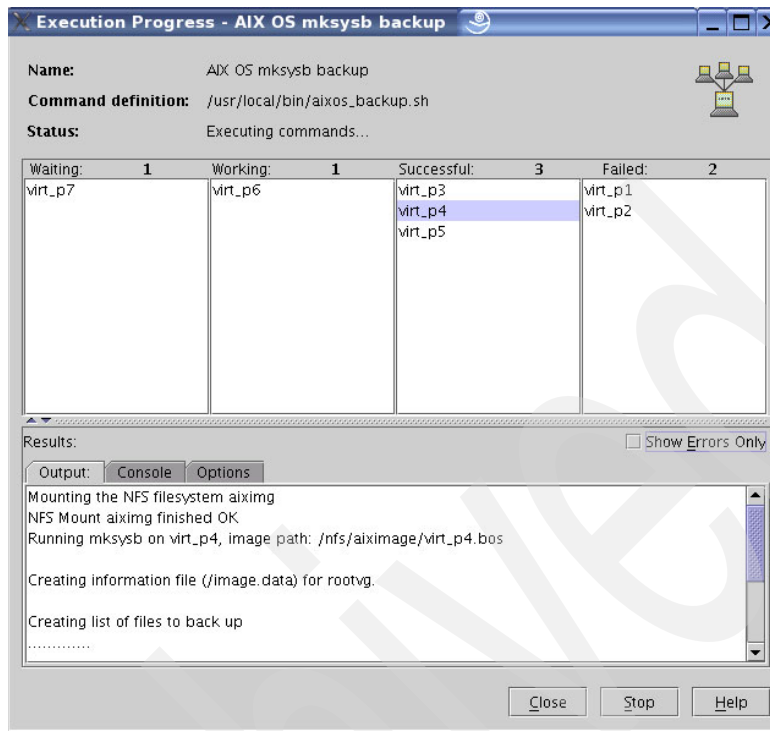 Execution Progress - AIX OS mksysb backup
Name: AIX OS mksysb backup
Command definition: /usr/local/bin/aixos_backup.sh
Status: Executing commands...
Waiting: 1 Working: 1 Successful: 3 Failed: 2
virt_p7 virt_p6 virt_p3 virt_p1
virt_p4 virt_p2
virt_p5
Results: Show Errors Only
Output: Console Options
Mounting the NFS filesystem aiximg
NFS Mount aiximg finished OK
Running mksysb on virt_p4, image path: /nfs/aiximage/virt_p4.bos
Creating information file (/image.data) for rootvg.
Creating list of files to back up
.............
Close Stop Help